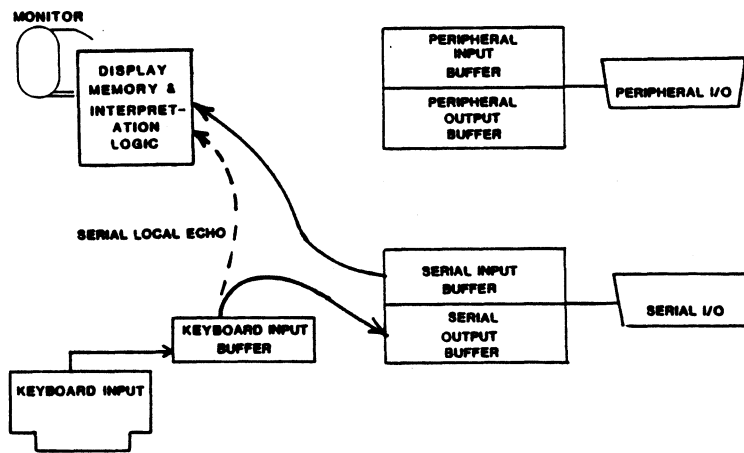 MONITOR
DISPLAY
MEMORY &
INTERPRET-
ATION
LOGIC
PERIPHERAL
INPUT
BUFFER
PERIPHERAL
OUTPUT
BUFFER
PERIPHERAL I/O
SERIAL LOCAL ECHO
SERIAL INPUT
BUFFER
SERIAL
OUTPUT
BUFFER
SERIAL I/O
KEYBOARD INPUT
BUFFER
KEYBOARD INPUT